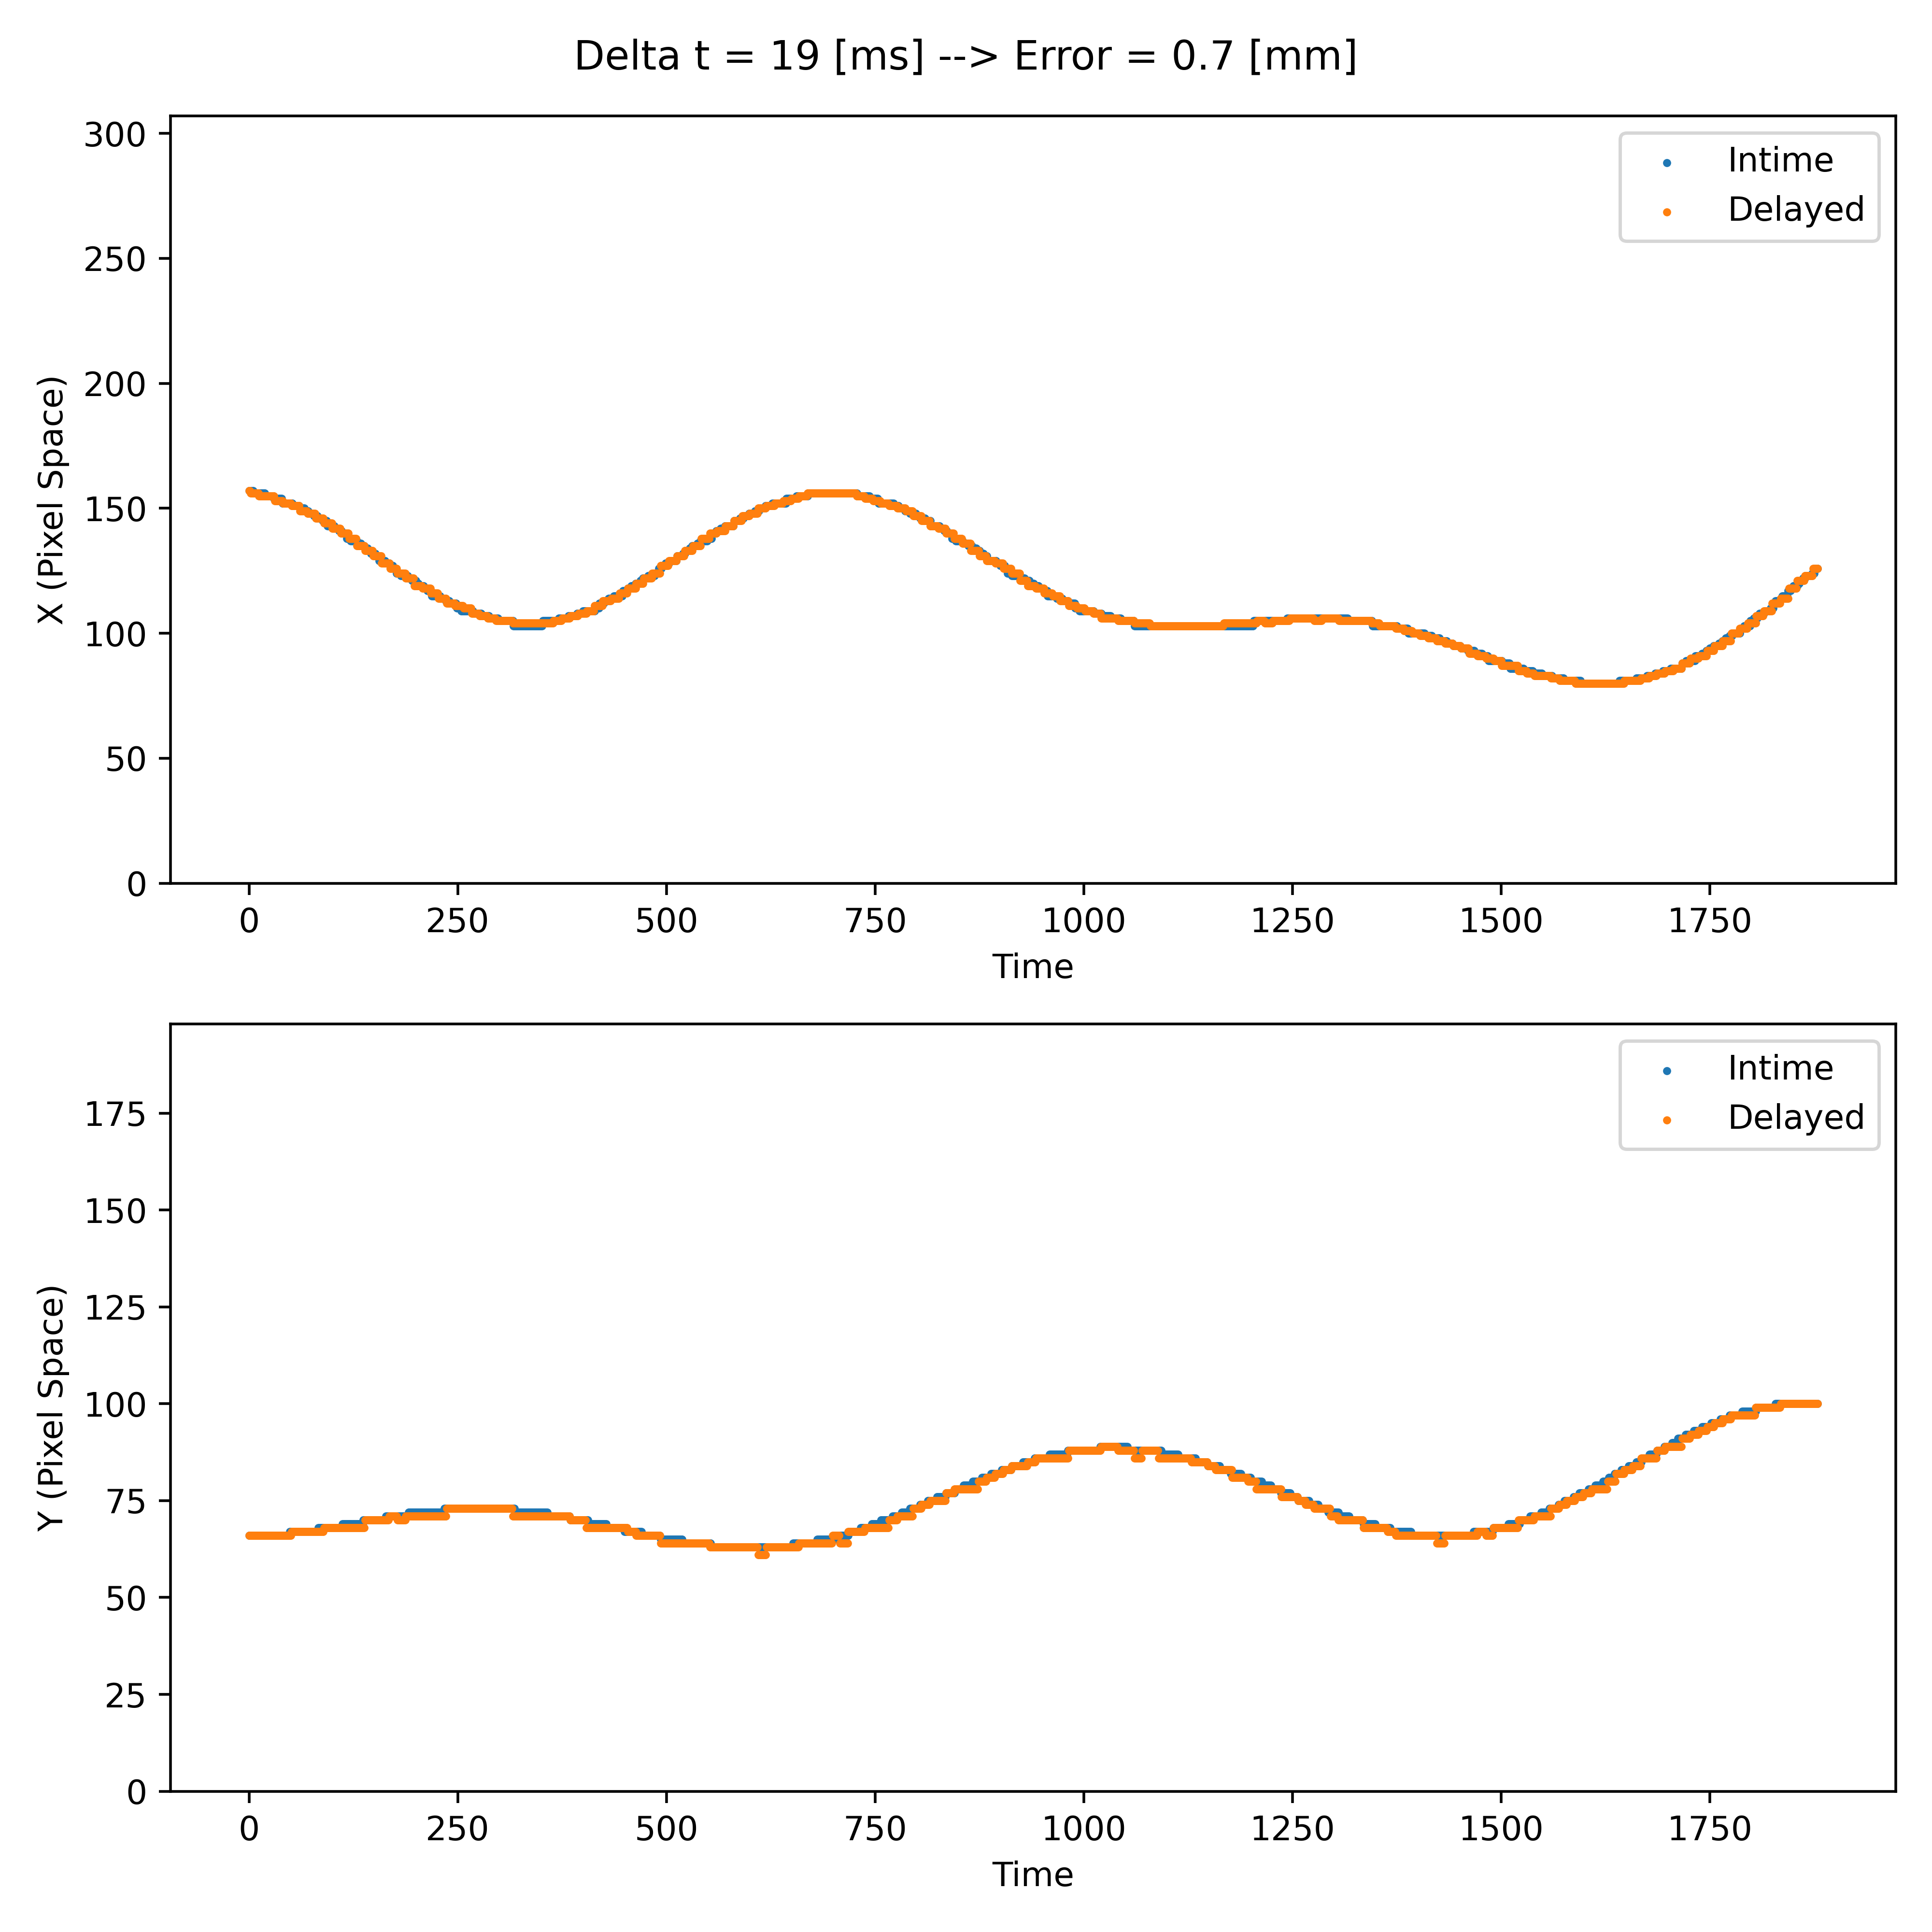 Delta t = 19 [ms] --> Error = 0.7 [mm]
300
250
200
150
100
50
0
X (Pixel Space)
Intime
Delayed
0 250 500 750 1000 1250 1500 1750
Time
175
150
125
100
75
50
25
0
Y (Pixel Space)
Intime
Delayed
0 250 500 750 1000 1250 1500 1750
Time